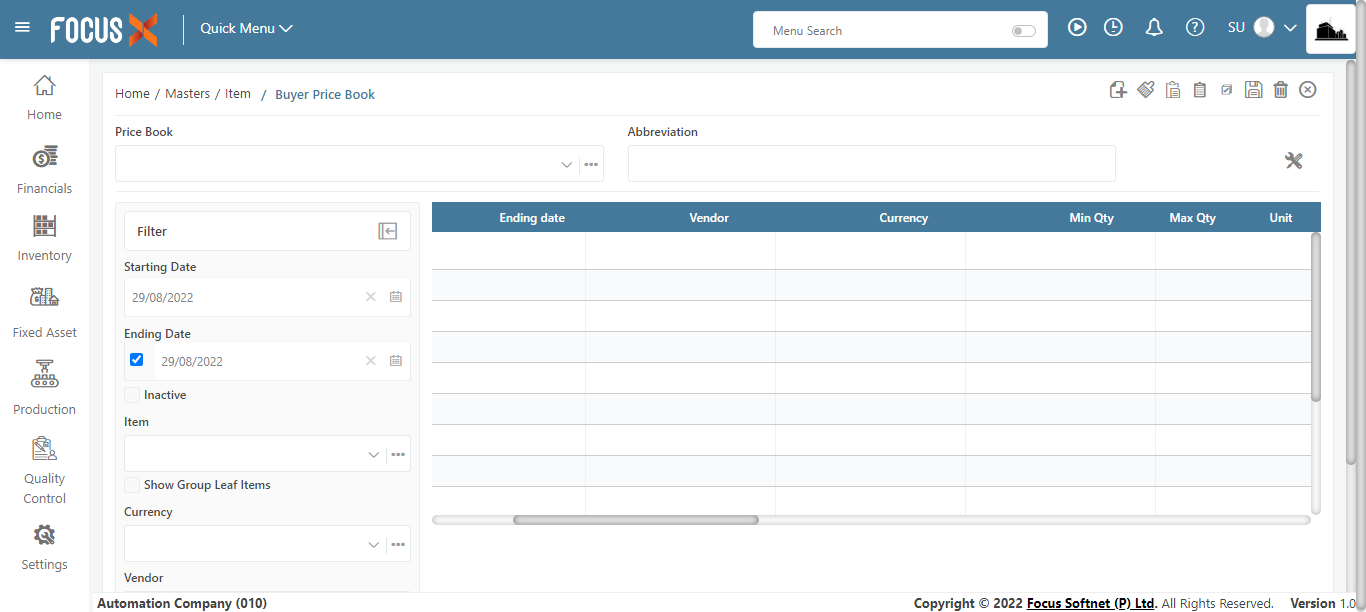 FOCUS X
Quick Menu
Menu Search
SU
Home
Financials
Inventory
Fixed Asset
Production
Quality
Control
Settings
Home / Masters / Item / Buyer Price Book
Price Book
Abbreviation
Filter
Starting Date
29/08/2022
Ending Date
29/08/2022
Inactive
Item
Show Group Leaf Items
Currency
Vendor
Ending date Vendor Currency Min Qty Max Qty Unit
Automation Company (010)
Copyright © 2022 Focus Softnet (P) Ltd. All Rights Reserved. Version 1.0